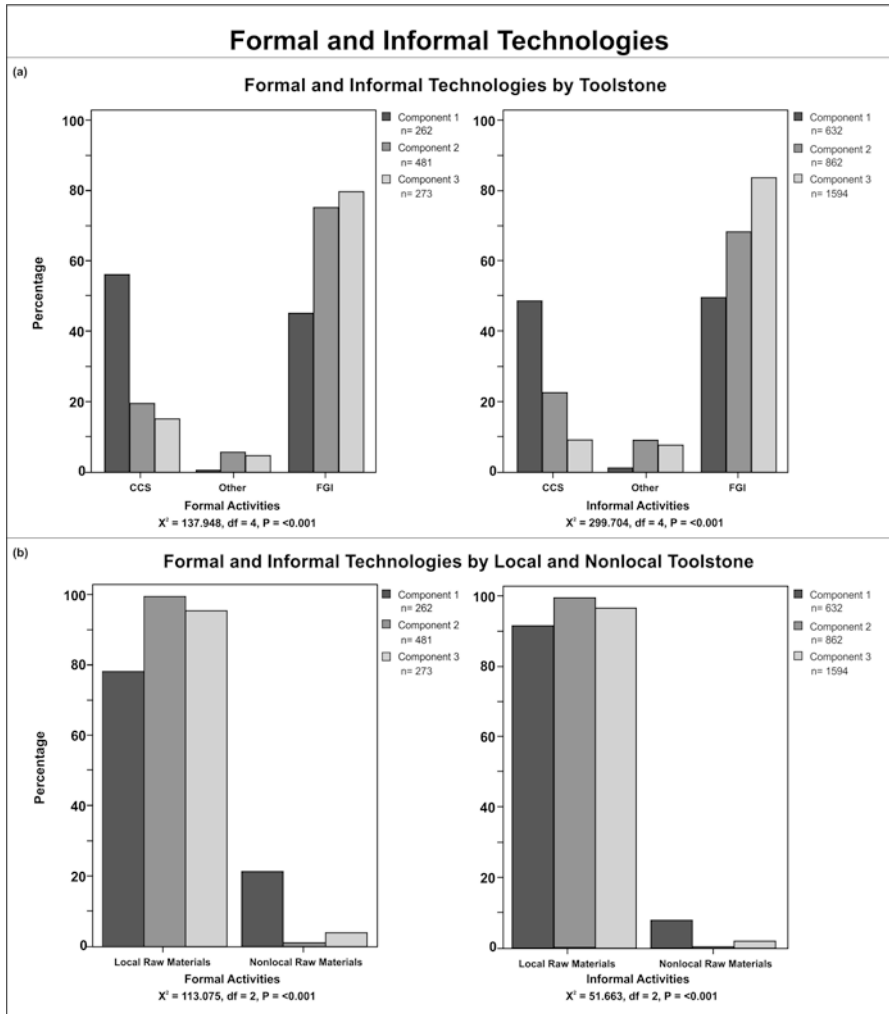 Formal and Informal Technologies
(a)
Formal and Informal Technologies by Toolstone
100
80
60
40
20
0
Percentage
CCS
Other
FGI
Formal Activities
X² = 137.948, df = 4, P = <0.001
Component 1
n= 262
Component 2
n= 481
Component 3
n= 273
100
80
60
40
20
0
CCS
Other
FGI
Informal Activities
X² = 299.704, df = 4, P = <0.001
Component 1
n= 632
Component 2
n= 862
Component 3
n= 1594
(b)
Formal and Informal Technologies by Local and Nonlocal Toolstone
100
80
60
40
20
0
Percentage
Local Raw Materials
Nonlocal Raw Materials
Formal Activities
X² = 113.075, df = 2, P = <0.001
Component 1
n= 262
Component 2
n= 481
Component 3
n= 273
100
80
60
40
20
0
Local Raw Materials
Nonlocal Raw Materials
Informal Activities
X² = 51.663, df = 2, P = <0.001
Component 1
n= 632
Component 2
n= 862
Component 3
n= 1594